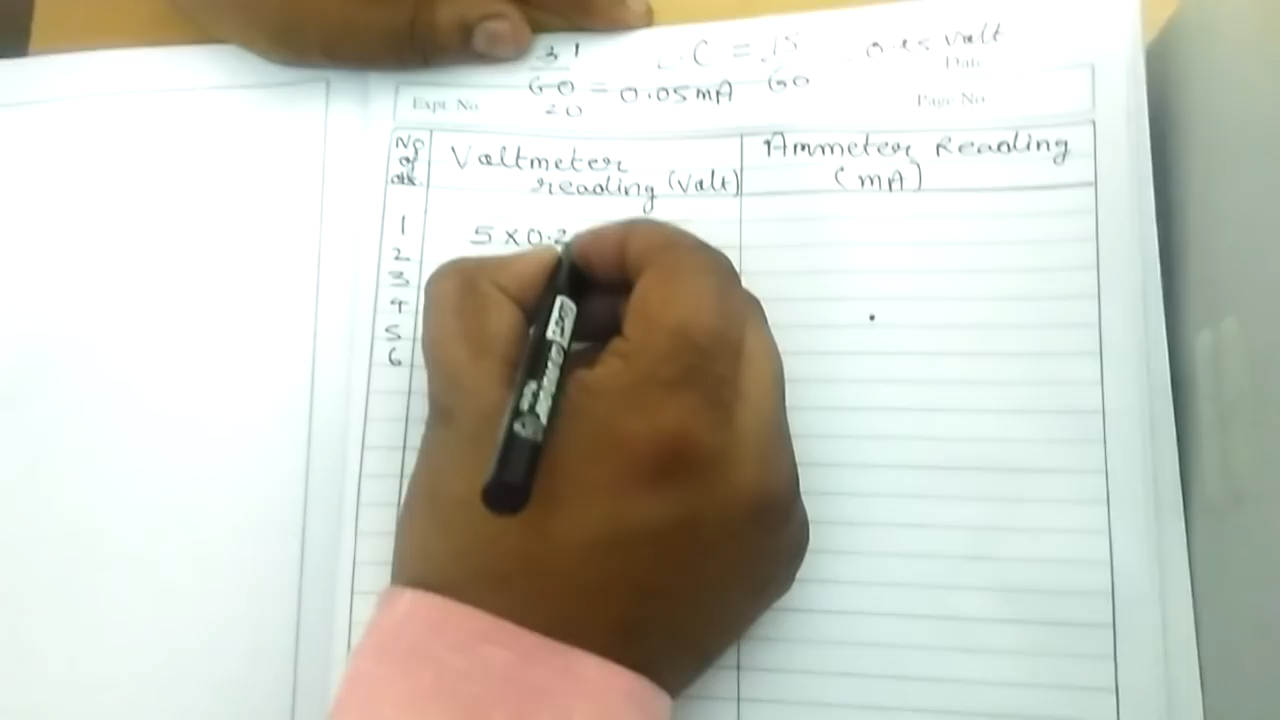 31
60 = 0.05mA
20
L.C = 15
60
0.25 Volt
Date
Expt. No
Page No
No of obs.
Voltmeter reading (Volt)
Ammeter Reading (mA)
1
5 X 0.2
2
3
4
5
6